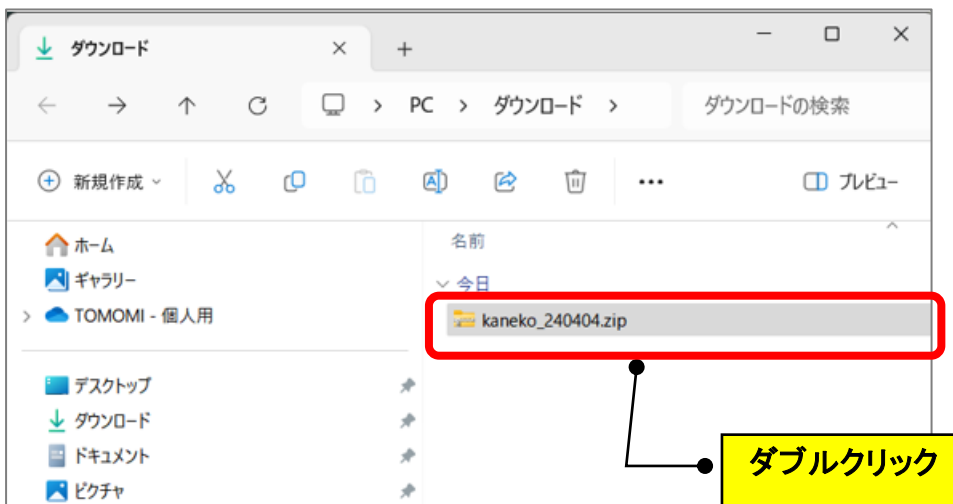 ダウンロード
PC > ダウンロード >
ダウンロードの検索
新規作成
プレビュー
ホーム
ギャラリー
TOMOMI - 個人用
デスクトップ
ダウンロード
ドキュメント
ピクチャ
名前
今日
kaneko_240404.zip
ダブルクリック